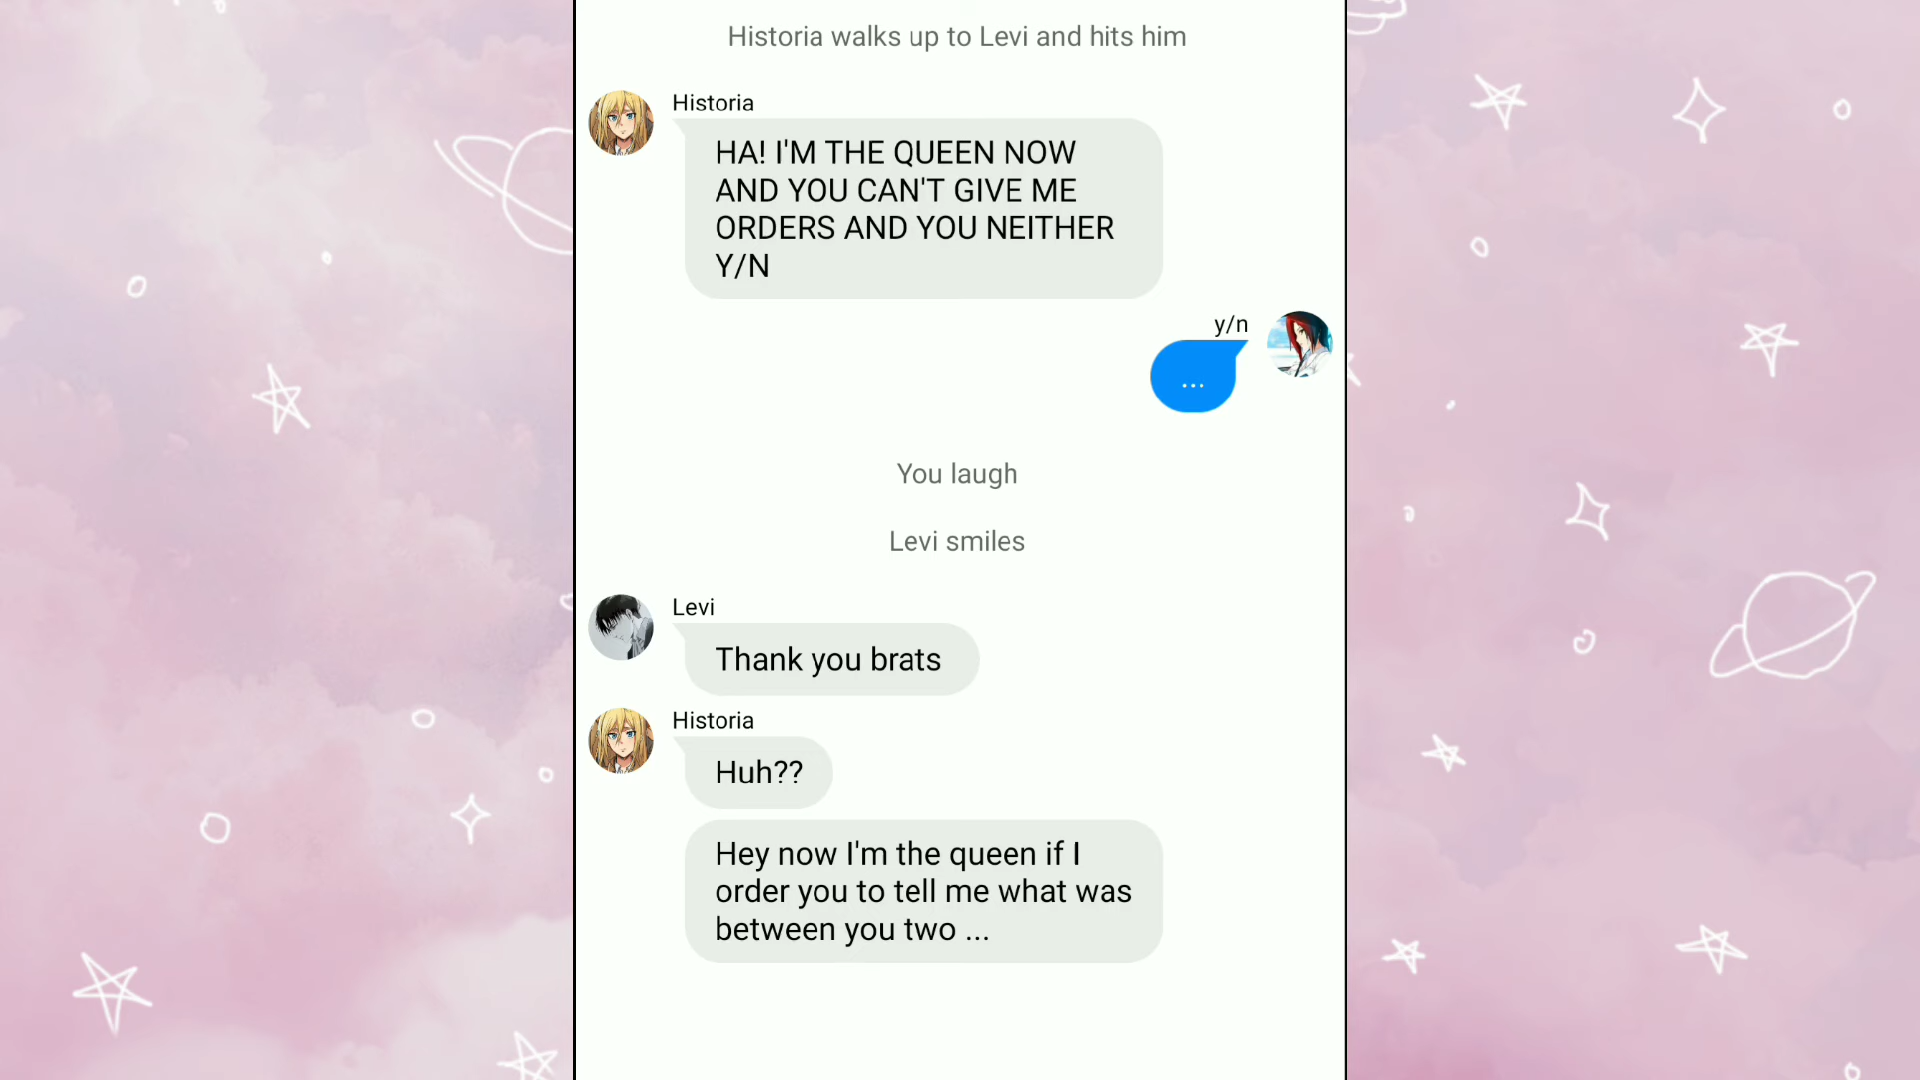 Historia walks up to Levi and hits him
Historia
HA! I'M THE QUEEN NOW
AND YOU CAN'T GIVE ME
ORDERS AND YOU NEITHER
Y/N
y/n
...
You laugh
Levi smiles
Levi
Thank you brats
Historia
Huh??
Hey now I'm the queen if I
order you to tell me what was
between you two ...